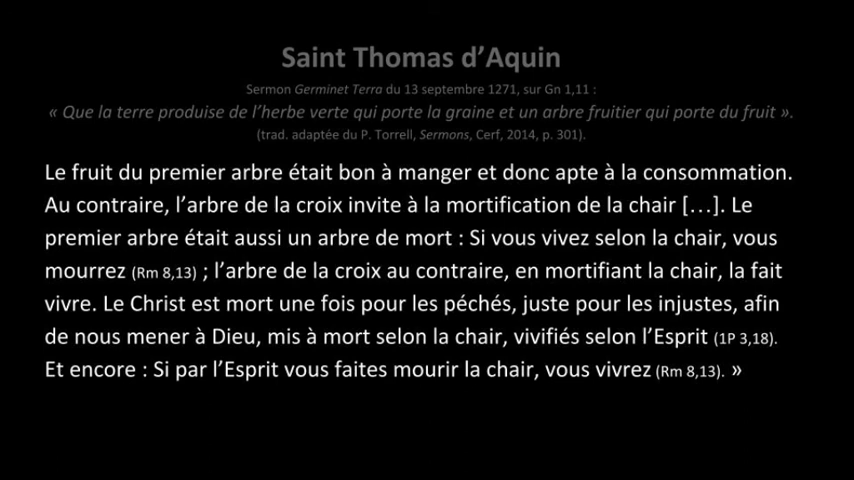 Saint Thomas d’Aquin
Sermon Germinet Terra du 13 septembre 1271, sur Gn 1,11 :
« Que la terre produise de l’herbe verte qui porte la graine et un arbre fruitier qui porte du fruit ».
(trad. adaptée du P. Torrell, Sermons, Cerf, 2014, p. 301).
Le fruit du premier arbre était bon à manger et donc apte à la consommation.
Au contraire, l’arbre de la croix invite à la mortification de la chair […]. Le
premier arbre était aussi un arbre de mort : Si vous vivez selon la chair, vous
mourrez (Rm 8,13) ; l’arbre de la croix au contraire, en mortifiant la chair, la fait
vivre. Le Christ est mort une fois pour les péchés, juste pour les injustes, afin
de nous mener à Dieu, mis à mort selon la chair, vivifiés selon l’Esprit (1P 3,18).
Et encore : Si par l’Esprit vous faites mourir la chair, vous vivrez (Rm 8,13). »